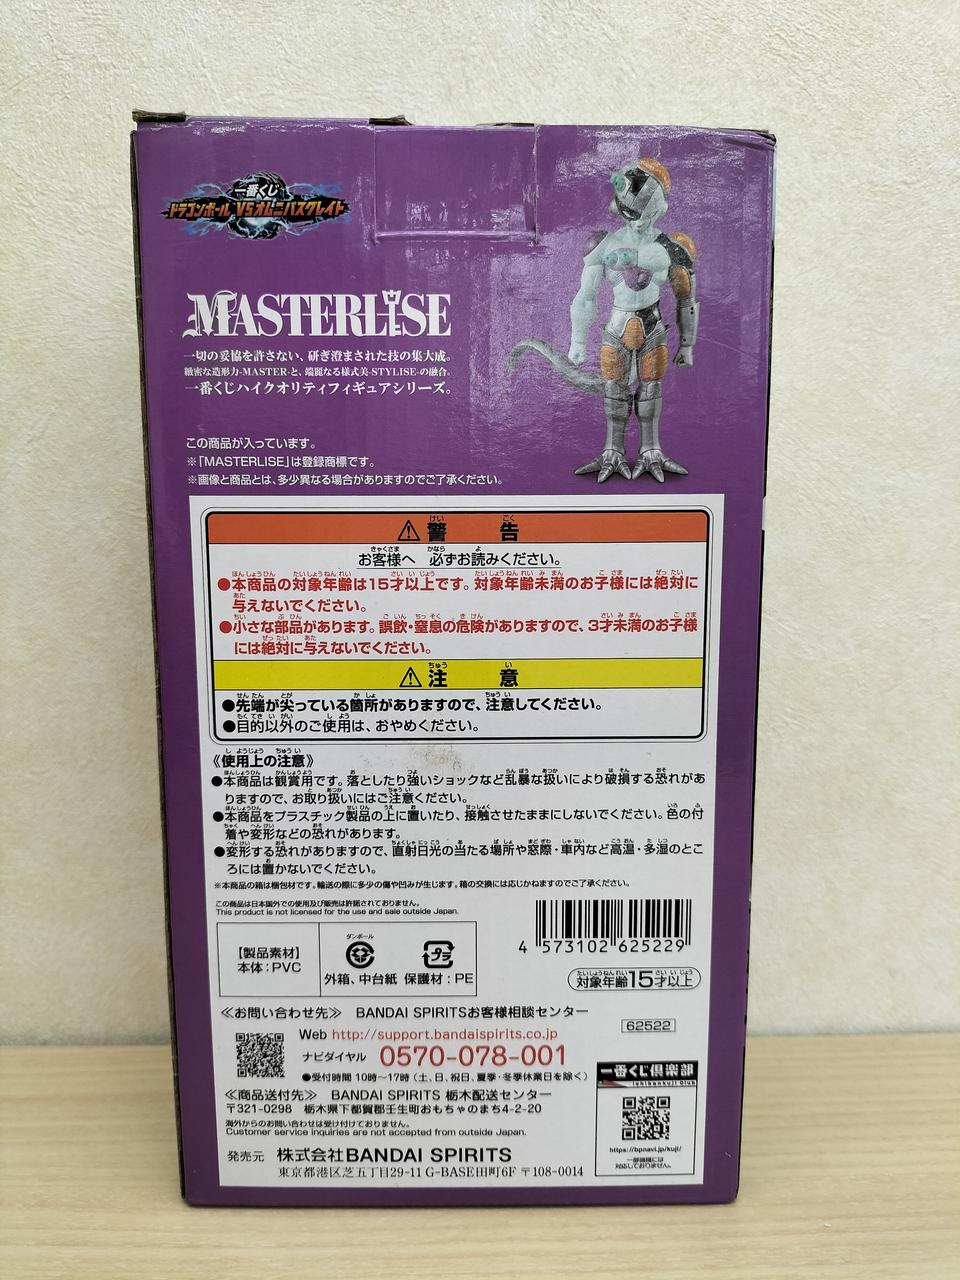 一番くじ
ドラゴンボール VSオムニバスグレイト
MASTERLISE
一切の妥協を許さない、研ぎ澄まされた技の集大成。
緻密な造形力-MASTER-と、端麗なる様式美-STYLISE-の融合。
一番くじハイクオリティフィギュアシリーズ。
この商品が入っています。
※「MASTERLISE」は登録商標です。
※画像と商品とは、多少異なる場合がありますのでご了承ください。
⚠警告
お客様へ 必ずお読みください。
●本商品の対象年齢は15才以上です。対象年齢未満のお子様には絶対に
与えないでください。
●小さな部品があります。誤飲・窒息の危険がありますので、3才未満のお子様
には絶対に与えないでください。
⚠注意
●先端が尖っている箇所がありますので、注意してください。
●目的以外のご使用は、おやめください。
《使用上の注意》
●本商品は観賞用です。落としたり強いショックなど乱暴な扱いにより破損する恐れがあ
りますので、お取り扱いにはご注意ください。
●本商品をプラスチック製品の上に置いたり、接触させたままにしないでください。色の付
着や変形などの恐れがあります。
●変形する恐れがありますので、直射日光の当たる場所や窓際・車内など高温・多湿のとこ
ろには置かないでください。
※本商品の箱は梱包材です。輸送の際に多少の傷や凹みが生じます。箱の交換には応じかねますのでご了承ください。
この商品は日本国外での使用及び販売は許諾されておりません。
This product is not licensed for the use and sale outside Japan.
【製品素材】
本体：PVC
ダンボール
プラ
外箱、中台紙 保護材：PE
4 573102 625229
対象年齢15才以上
≪お問い合わせ先≫ BANDAI SPIRITSお客様相談センター
62522
Web http://support.bandaispirits.co.jp
ナビダイヤル 0570-078-001
●受付時間 10時～17時（土、日、祝日、夏季・冬季休業日を除く）
≪商品送付先≫ BANDAI SPIRITS 栃木配送センター
〒321-0298 栃木県下都賀郡壬生町おもちゃのまち4-2-20
海外からのお問い合わせは受け付けておりません。
Customer service inquiries are not accepted from outside Japan.
発売元 株式会社BANDAI SPIRITS
東京都港区芝五丁目29-11 G-BASE田町6F 〒108-0014
一番くじ倶楽部
Ichibankuji Club
https://bpnavi.jp/kuji/
一部機種には
対応しておりません。